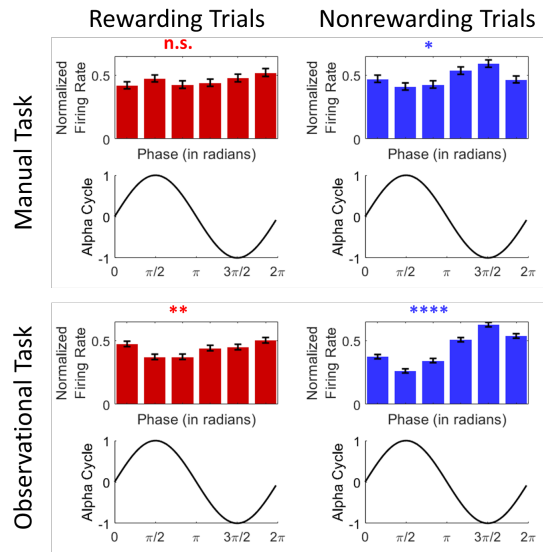 Rewarding Trials
Nonrewarding Trials
Manual Task
n.s.
Normalized
Firing Rate
0.5
0
Phase (in radians)
Alpha Cycle
1
0
-1
0 π/2 π 3π/2 2π
*
Normalized
Firing Rate
0.5
0
Phase (in radians)
Alpha Cycle
1
0
-1
0 π/2 π 3π/2 2π
Observational Task
**
Normalized
Firing Rate
0.5
0
Phase (in radians)
Alpha Cycle
1
0
-1
0 π/2 π 3π/2 2π
****
Normalized
Firing Rate
0.5
0
Phase (in radians)
Alpha Cycle
1
0
-1
0 π/2 π 3π/2 2π